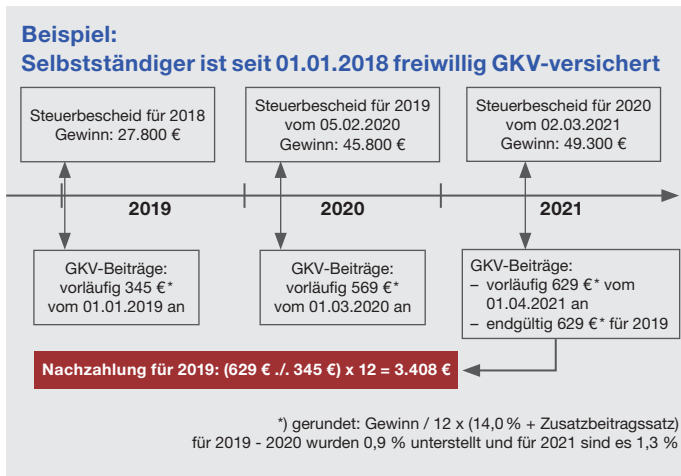 Beispiel:
Selbstständiger ist seit 01.01.2018 freiwillig GKV-versichert
Steuerbescheid für 2018
Gewinn: 27.800 €
Steuerbescheid für 2019
vom 05.02.2020
Gewinn: 45.800 €
Steuerbescheid für 2020
vom 02.03.2021
Gewinn: 49.300 €
2019
2020
2021
GKV-Beiträge:
vorläufig 345 €*
vom 01.01.2019 an
GKV-Beiträge:
vorläufig 569 €*
vom 01.03.2020 an
GKV-Beiträge:
– vorläufig 629 €* vom
01.04.2021 an
– endgültig 629 €* für 2019
Nachzahlung für 2019: (629 € ./. 345 €) x 12 = 3.408 €
*) gerundet: Gewinn / 12 x (14,0 % + Zusatzbeitragssatz)
für 2019 - 2020 wurden 0,9 % unterstellt und für 2021 sind es 1,3 %